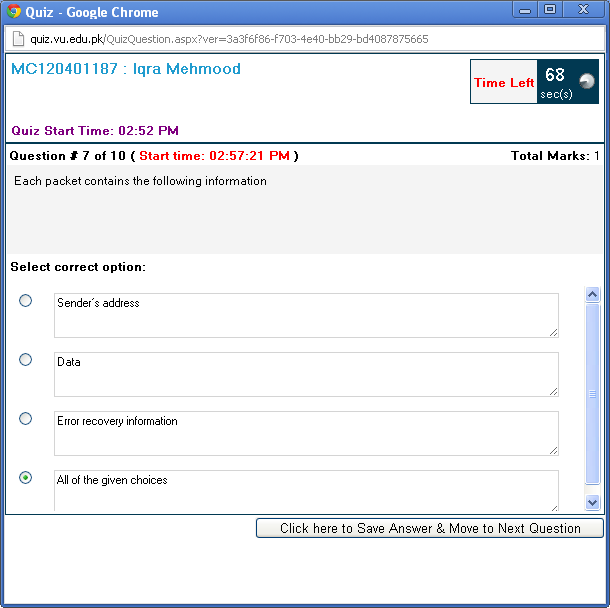 Quiz - Google Chrome
quiz.vu.edu.pk/QuizQuestion.aspx?ver=3a3f6f86-f703-4e40-bb29-bd4087875665
MC120401187 : Iqra Mehmood
Time Left 68 sec(s)
Quiz Start Time: 02:52 PM
Question # 7 of 10 ( Start time: 02:57:21 PM ) Total Marks: 1
Each packet contains the following information
Select correct option:
Sender´s address
Data
Error recovery information
All of the given choices
Click here to Save Answer & Move to Next Question